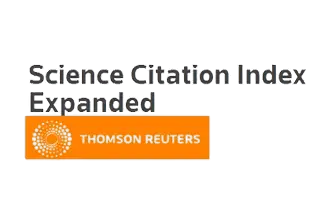 Science Citation Index
Expanded
THOMSON REUTERS